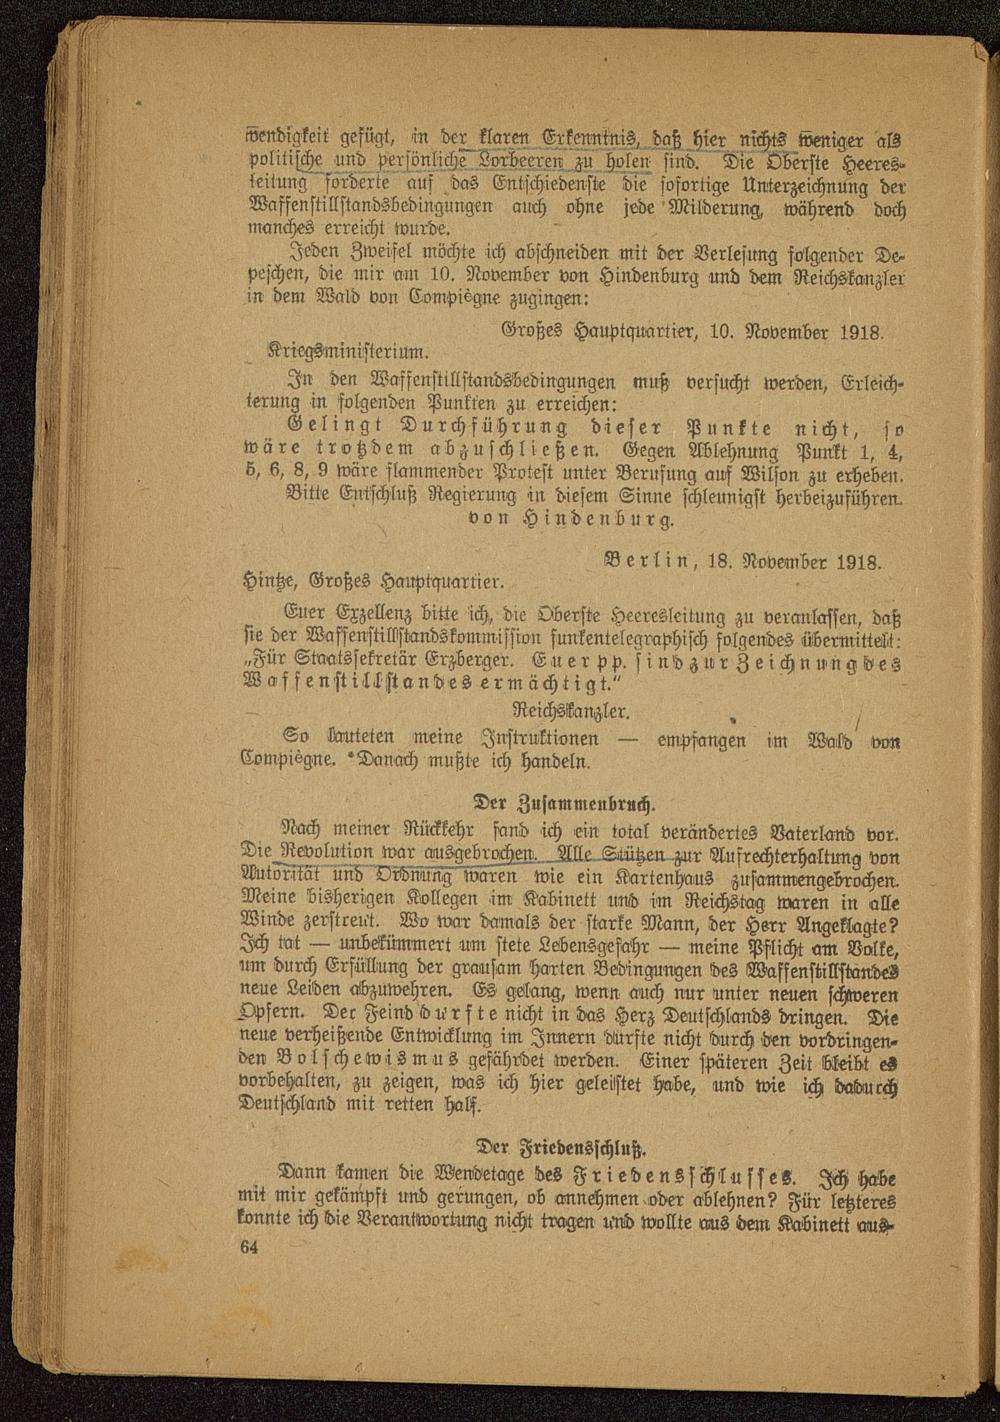 wendigkeit gefügt, in der klaren Erkenntnis, daß hier nichts weniger als
politische und persönliche Lorbeeren zu holen sind. Die Oberste Heeres-
leitung forderte auf das Entschiedenste die sofortige Unterzeichnung der
Waffenstillstandsbedingungen auch ohne jede Milderung, während doch
manches erreicht wurde.
Jeden Zweifel möchte ich abschneiden mit der Verlesung folgender De-
peschen, die mir am 10. November von Hindenburg und dem Reichskanzler
in dem Wald von Compiègne zugingen:
Großes Hauptquartier, 10. November 1918.
Kriegsministerium.
In den Waffenstillstandsbedingungen muß versucht werden, Erleich-
terung in folgenden Punkten zu erreichen:
Gelingt Durchführung dieser Punkte nicht, so
wäre trotzdem abzuschließen. Gegen Ablehnung Punkt 1, 4,
5, 6, 8, 9 wäre flammender Protest unter Berufung auf Wilson zu erheben.
Bitte Entschluß Regierung in diesem Sinne schleunigst herbeizuführen.
von Hindenburg.
Berlin, 18. November 1918.
Hintze, Großes Hauptquartier.
Euer Exzellenz bitte ich, die Oberste Heeresleitung zu veranlassen, daß
sie der Waffenstillstandskommission funkentelegraphisch folgendes übermittelt:
„Für Staatssekretär Erzberger. Euer pp. sind zur Zeichnung des
Waffenstillstandes ermächtigt.“
Reichskanzler.
So lauteten meine Instruktionen — empfangen im Wald von
Compiègne. Danach mußte ich handeln.
Der Zusammenbruch.
Nach meiner Rückkehr fand ich ein total verändertes Vaterland vor.
Die Revolution war ausgebrochen. Alle Stützen zur Aufrechterhaltung von
Autorität und Ordnung waren wie ein Kartenhaus zusammengebrochen.
Meine bisherigen Kollegen im Kabinett und im Reichstag waren in alle
Winde zerstreut. Wo war damals der starke Mann, der Herr Angeklagte?
Ich tat — unbekümmert um stete Lebensgefahr — meine Pflicht am Volke,
um durch Erfüllung der grausam harten Bedingungen des Waffenstillstandes
neue Leiden abzuwehren. Es gelang, wenn auch nur unter neuen schweren
Opfern. Der Feind durfte nicht in das Herz Deutschlands dringen. Die
neue verheißende Entwicklung im Innern durfte nicht durch den vordringen-
den Bolschewismus gefährdet werden. Einer späteren Zeit bleibt es
vorbehalten, zu zeigen, was ich hier geleistet habe, und wie ich dadurch
Deutschland mit retten half.
Der Friedensschluß.
Dann kamen die Wendetage des Friedensschlusses. Ich habe
mit mir gekämpft und gerungen, ob annehmen oder ablehnen? Für letzteres
konnte ich die Verantwortung nicht tragen und wollte aus dem Kabinett aus-
64